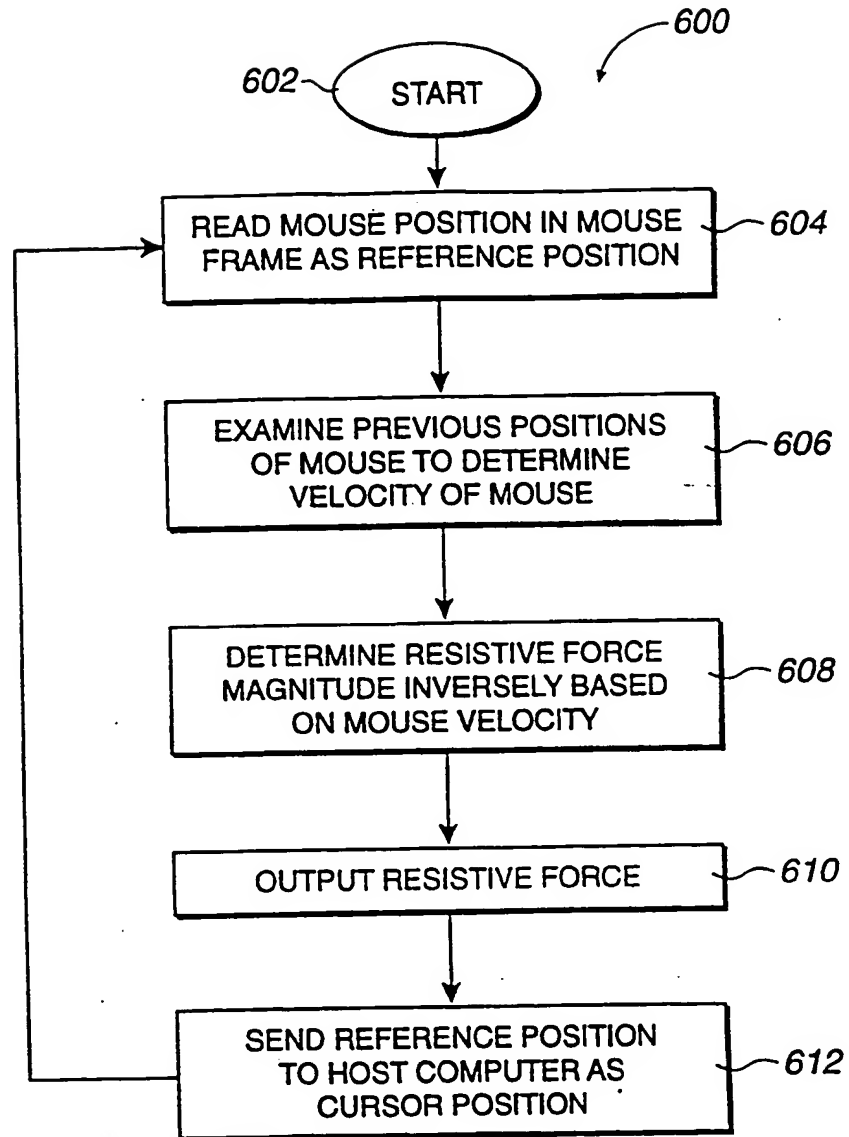 600
602
START
READ MOUSE POSITION IN MOUSE
FRAME AS REFERENCE POSITION
604
EXAMINE PREVIOUS POSITIONS
OF MOUSE TO DETERMINE
VELOCITY OF MOUSE
606
DETERMINE RESISTIVE FORCE
MAGNITUDE INVERSELY BASED
ON MOUSE VELOCITY
608
OUTPUT RESISTIVE FORCE
610
SEND REFERENCE POSITION
TO HOST COMPUTER AS
CURSOR POSITION
612